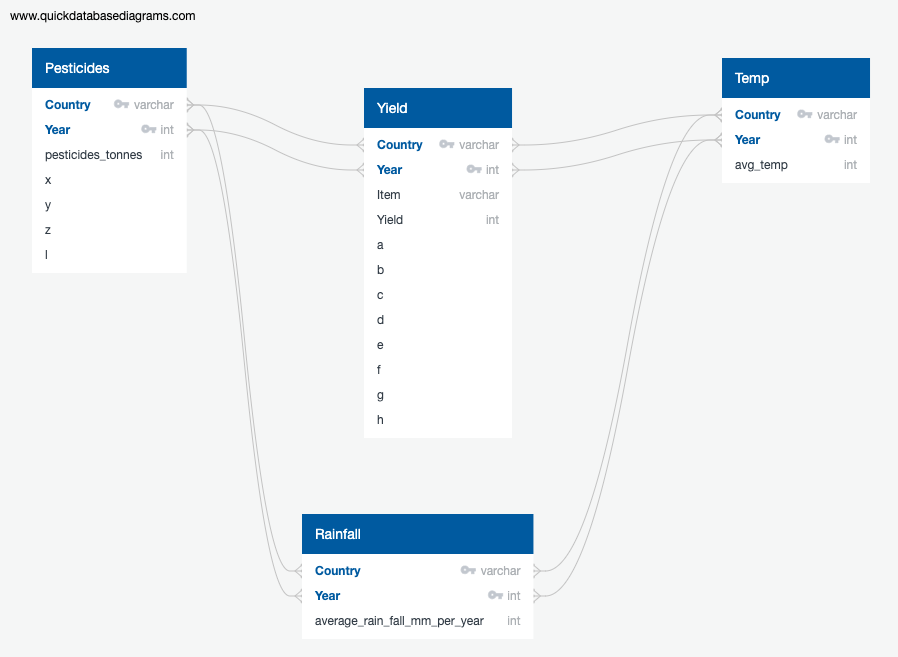 www.quickdatabasediagrams.com
Pesticides
Country varchar
Year int
pesticides_tonnes int
x
y
z
l
Yield
Country varchar
Year int
Item varchar
Yield int
a
b
c
d
e
f
g
h
Temp
Country varchar
Year int
avg_temp int
Rainfall
Country varchar
Year int
average_rain_fall_mm_per_year int